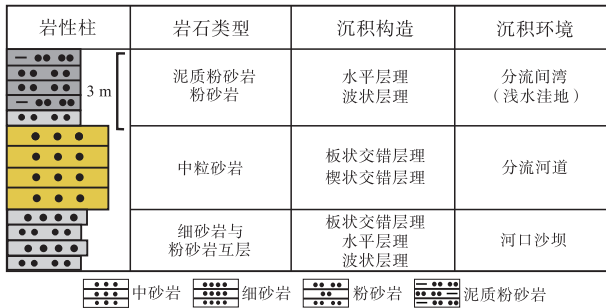 岩性柱 岩石类型 沉积构造 沉积环境
3 m
泥质粉砂岩
粉砂岩
水平层理
波状层理
分流间湾
（浅水洼地）
中粒砂岩
板状交错层理
楔状交错层理
分流河道
细砂岩与
粉砂岩互层
板状交错层理
水平层理
波状层理
河口沙坝
中砂岩 细砂岩 粉砂岩 泥质粉砂岩